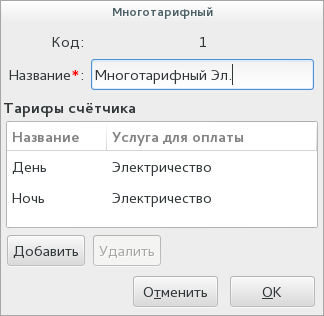 Многотарифный
Код: 1
Название*: Многотарифный Эл.
Тарифы счётчика
Название Услуга для оплаты
День Электричество
Ночь Электричество
Добавить Удалить
Отменить OK